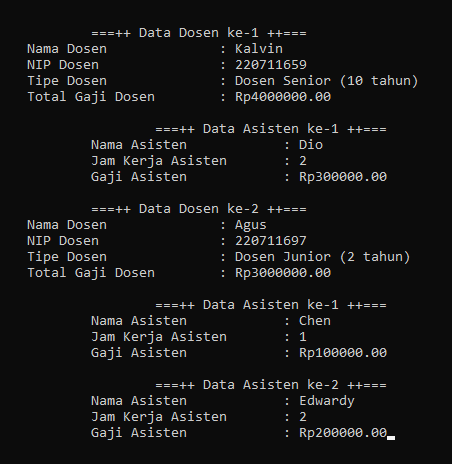 ===++ Data Dosen ke-1 ++===
Nama Dosen : Kalvin
NIP Dosen : 220711659
Tipe Dosen : Dosen Senior (10 tahun)
Total Gaji Dosen : Rp4000000.00
===++ Data Asisten ke-1 ++===
Nama Asisten : Dio
Jam Kerja Asisten : 2
Gaji Asisten : Rp300000.00
===++ Data Dosen ke-2 ++===
Nama Dosen : Agus
NIP Dosen : 220711697
Tipe Dosen : Dosen Junior (2 tahun)
Total Gaji Dosen : Rp3000000.00
===++ Data Asisten ke-1 ++===
Nama Asisten : Chen
Jam Kerja Asisten : 1
Gaji Asisten : Rp100000.00
===++ Data Asisten ke-2 ++===
Nama Asisten : Edwardy
Jam Kerja Asisten : 2
Gaji Asisten : Rp200000.00